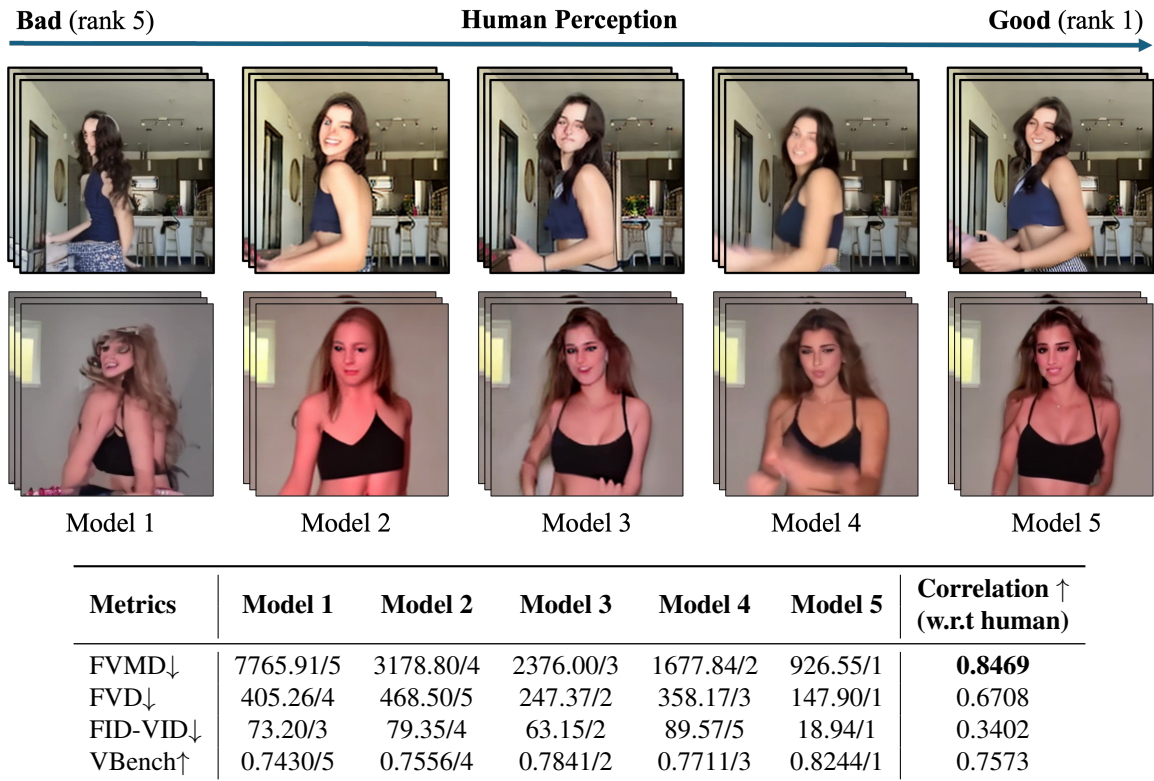 Bad (rank 5) Human Perception Good (rank 1)
Model 1 Model 2 Model 3 Model 4 Model 5
Metrics Model 1 Model 2 Model 3 Model 4 Model 5 Correlation ↑ (w.r.t human)
FVMD↓ 7765.91/5 3178.80/4 2376.00/3 1677.84/2 926.55/1 0.8469
FVD↓ 405.26/4 468.50/5 247.37/2 358.17/3 147.90/1 0.6708
FID-VID↓ 73.20/3 79.35/4 63.15/2 89.57/5 18.94/1 0.3402
VBench↑ 0.7430/5 0.7556/4 0.7841/2 0.7711/3 0.8244/1 0.7573